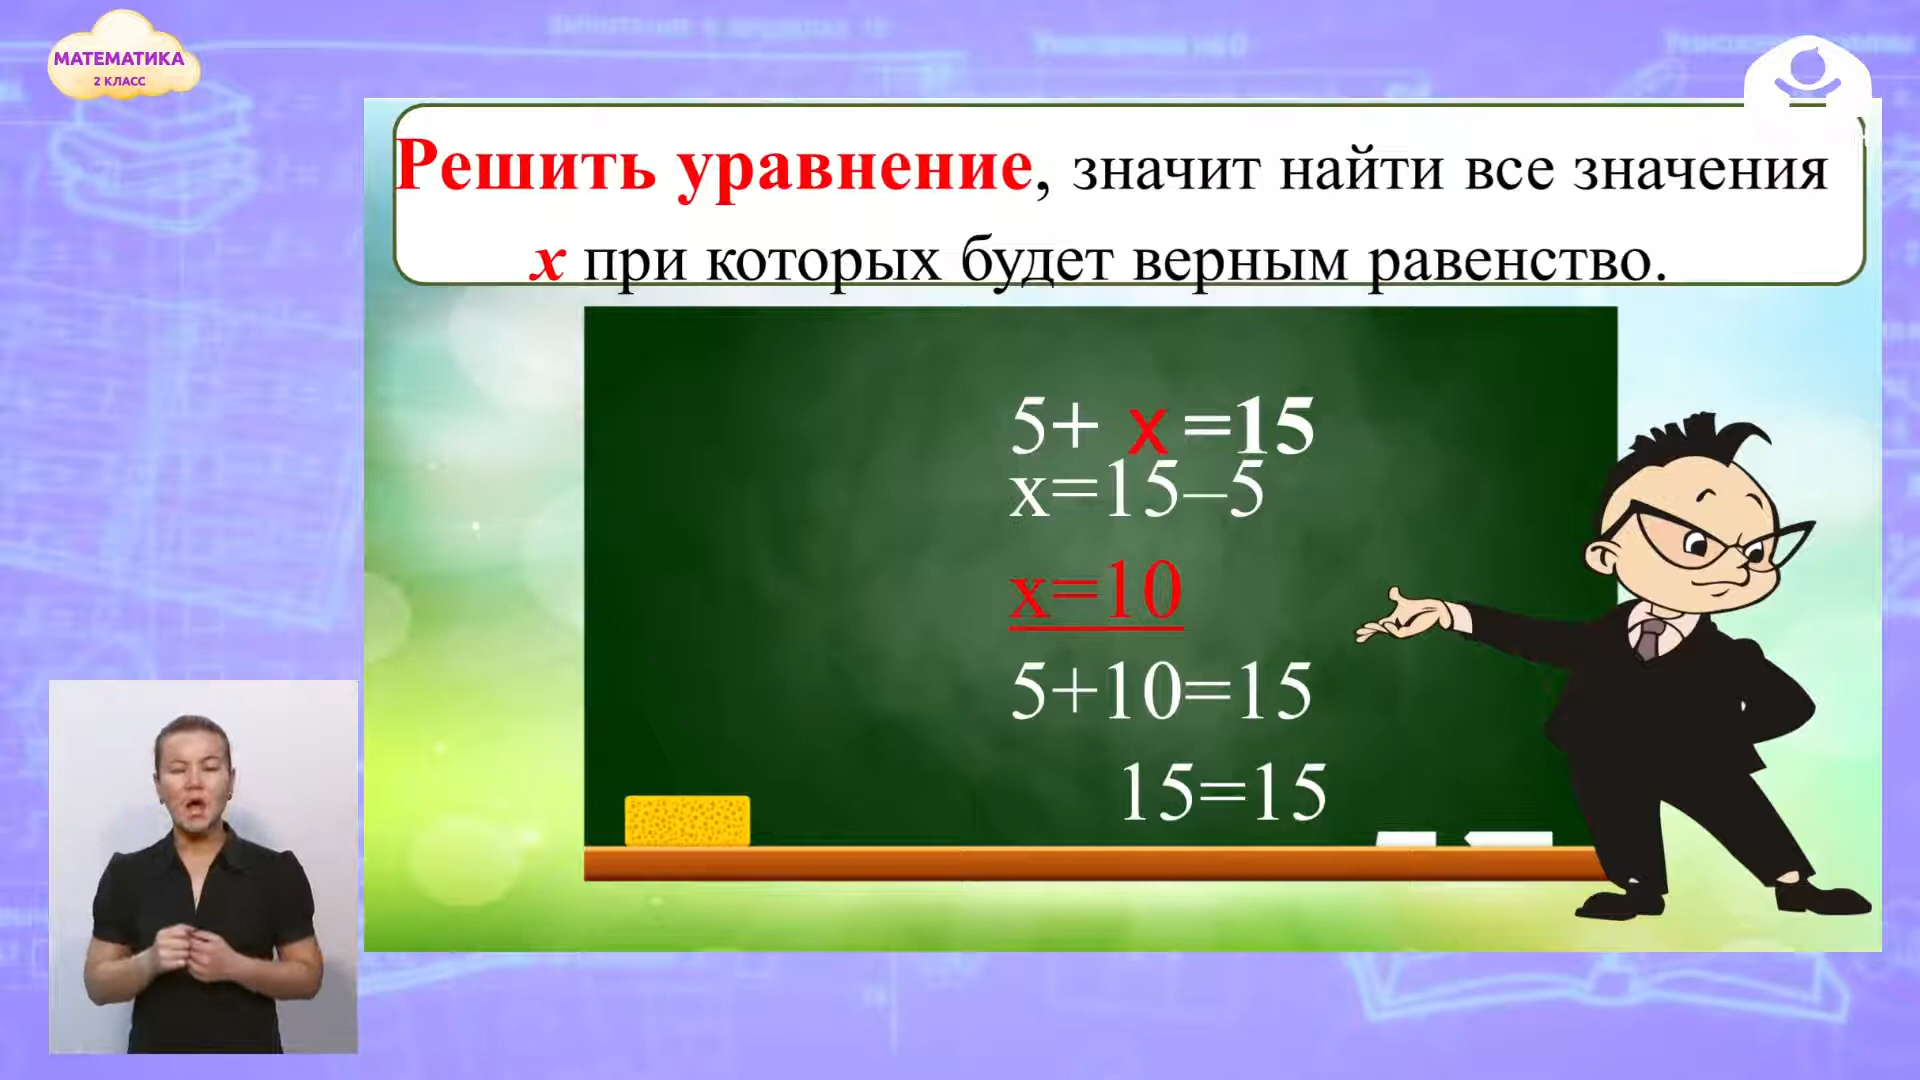 МАТЕМАТИКА
2 КЛАСС
Решить уравнение, значит найти все значения
х при которых будет верным равенство.
5+ х =15
х=15–5
х=10
5+10=15
15=15